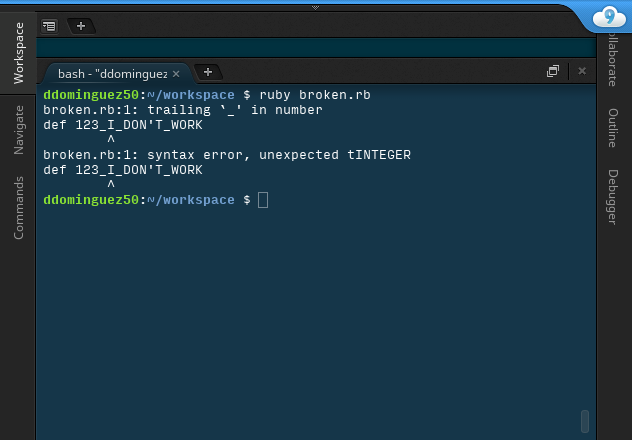 Workspace
Navigate
Commands
bash - "ddominguez
ddominguez50:~/workspace $ ruby broken.rb
broken.rb:1: trailing `_' in number
def 123_I_DON'T_WORK
^
broken.rb:1: syntax error, unexpected tINTEGER
def 123_I_DON'T_WORK
^
ddominguez50:~/workspace $
9
ollaborate
Outline
Debugger